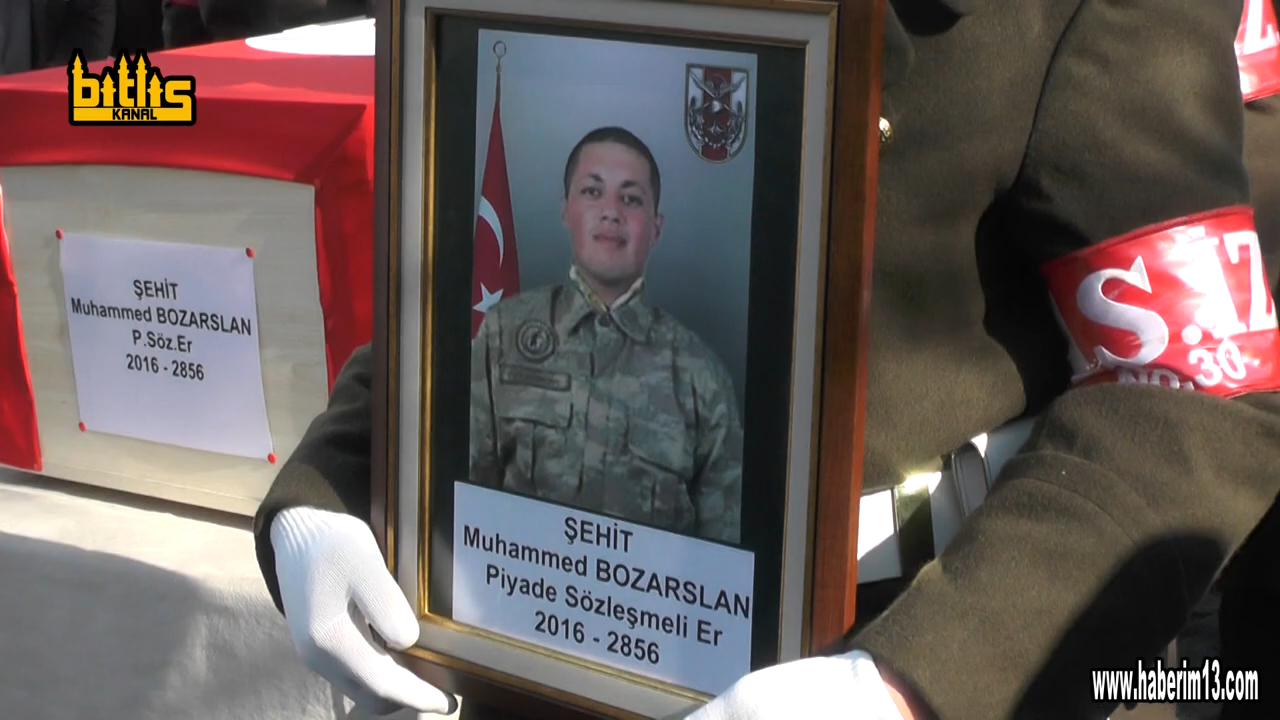 bitlis
KANAL
ŞEHİT
Muhammed BOZARSLAN
P.Söz.Er
2016 - 2856
ŞEHİT
Muhammed BOZARSLAN
Piyade Sözleşmeli Er
2016 - 2856
S.İZ
NO.30
www.haberim13.com